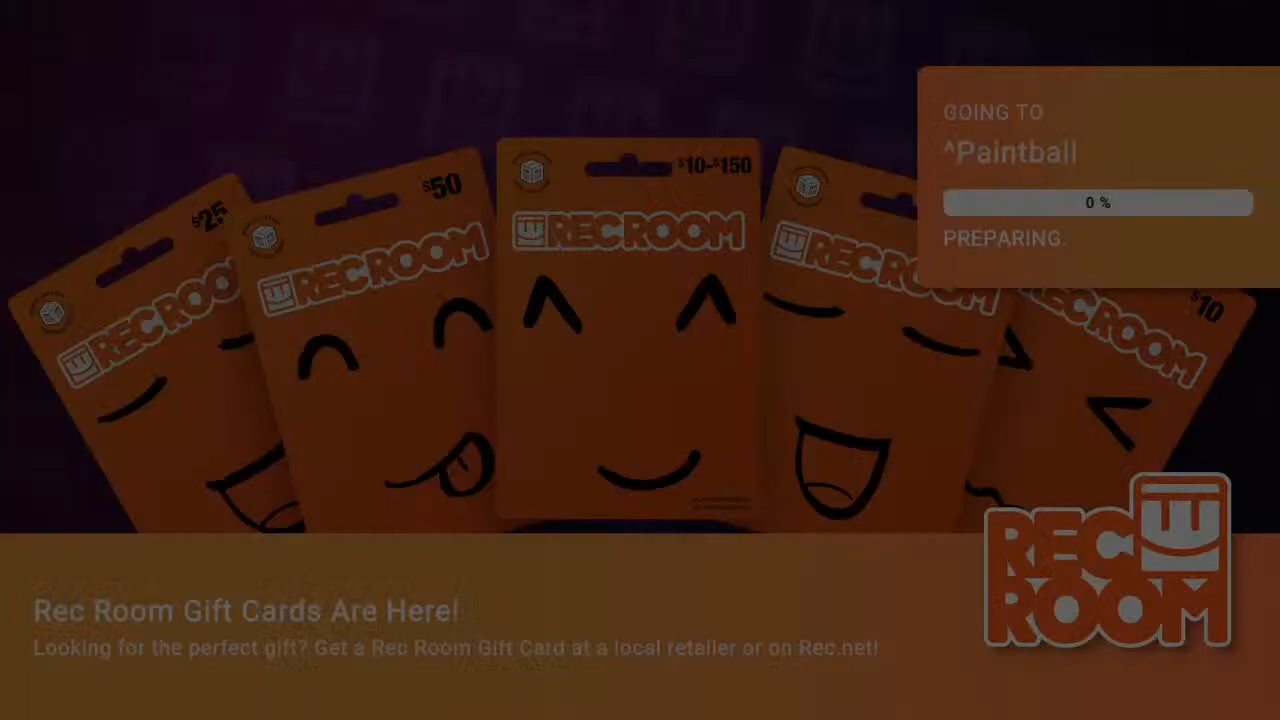 GOING TO
^Paintball
0 %
PREPARING.
$25
REC ROO
$50
REC ROOM
$10-$150
REC ROOM
REC ROOM
$10
REC ROOM
REC
ROOM
Rec Room Gift Cards Are Here!
Looking for the perfect gift? Get a Rec Room Gift Card at a local retailer or on Rec.net!